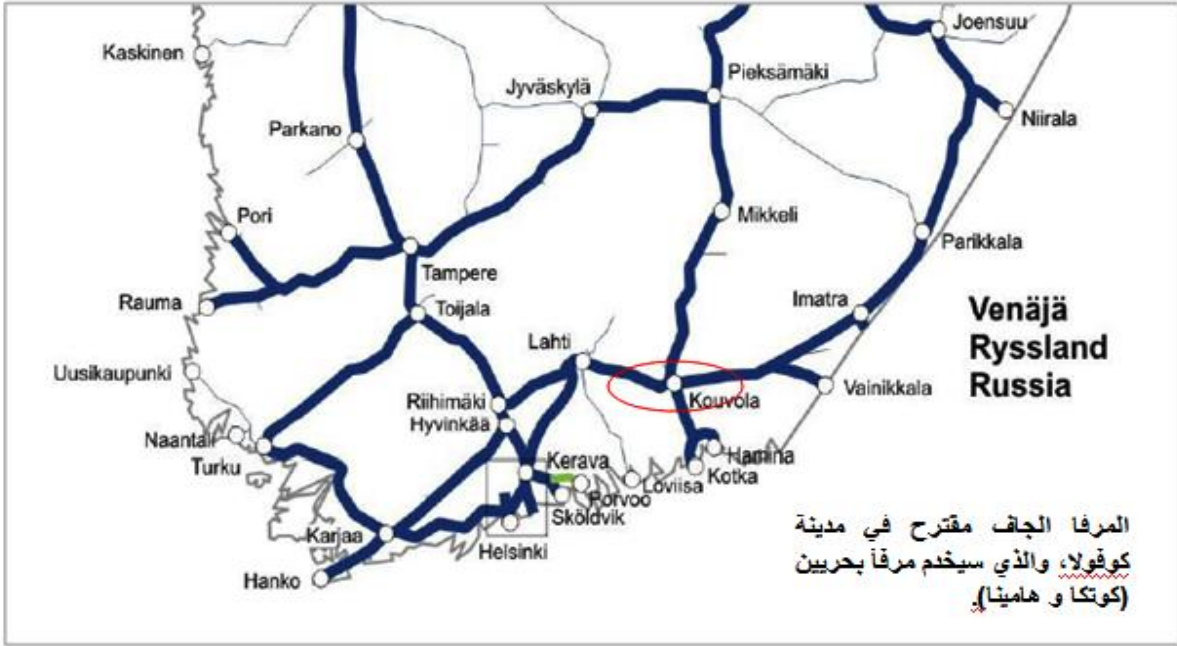 Joensuu
Kaskinen
Pieksämäki
Jyväskylä
Niirala
Parkano
Pori
Mikkeli
Parikkala
Tampere
Rauma
Toijala
Imatra
Venäjä
Ryssland
Russia
Lahti
Uusikaupunki
Vainikkala
Kouvola
Riihimäki
Hyvinkää
Naantali
Turku
Kerava
Hamina
Kotka
Loviisa
Porvoo
Sköldvik
Karjaa
Helsinki
Hanko
المرفا الجاف مقترح في مدينة
كوفولا، والذي سيخدم مرفآ بحريين
(كوتكا و هامينا).